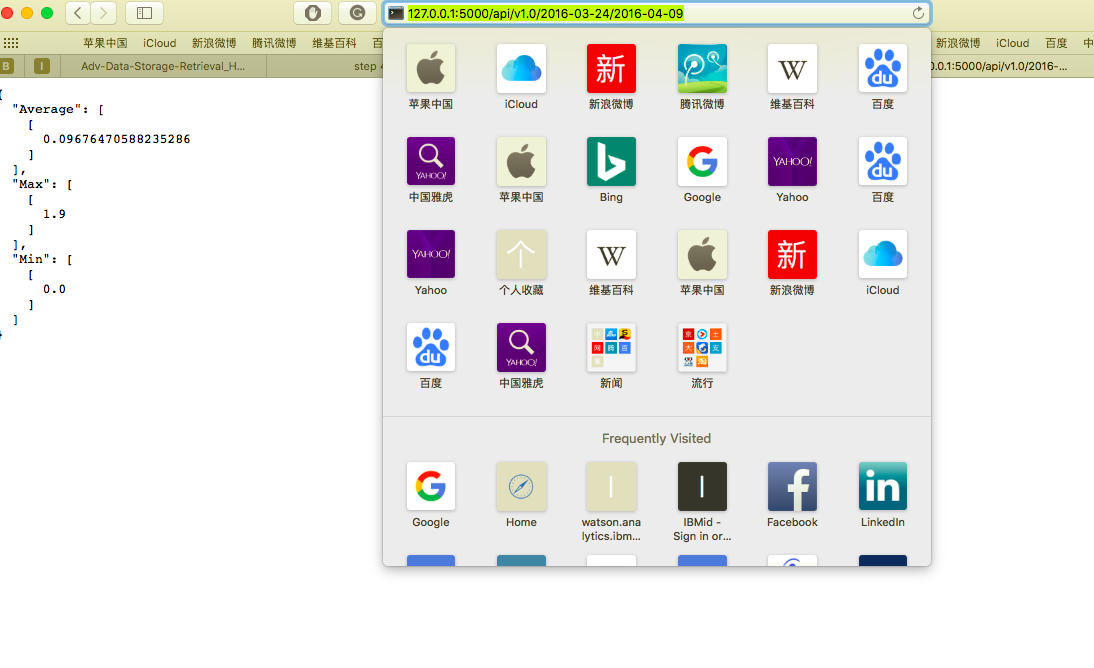 127.0.0.1:5000/api/v1.0/2016-03-24/2016-04-09
苹果中国 iCloud 新浪微博 腾讯微博 维基百科 百
新浪微博 iCloud 百度 中
B I Adv-Data-Storage-Retrieval_H... step 4
0.0.1:5000/api/v1.0/2016-...
{
"Average": [
[
0.09676470588235286
]
],
"Max": [
[
1.9
]
],
"Min": [
[
0.0
]
]
}
苹果中国 iCloud 新浪微博 腾讯微博 维基百科 百度
中国雅虎 苹果中国 Bing Google Yahoo 百度
Yahoo 个人收藏 维基百科 苹果中国 新浪微博 iCloud
百度 中国雅虎 新闻 流行
Frequently Visited
Google Home watson.ana IBMid - Facebook LinkedIn
lytics.ibm... Sign in or...